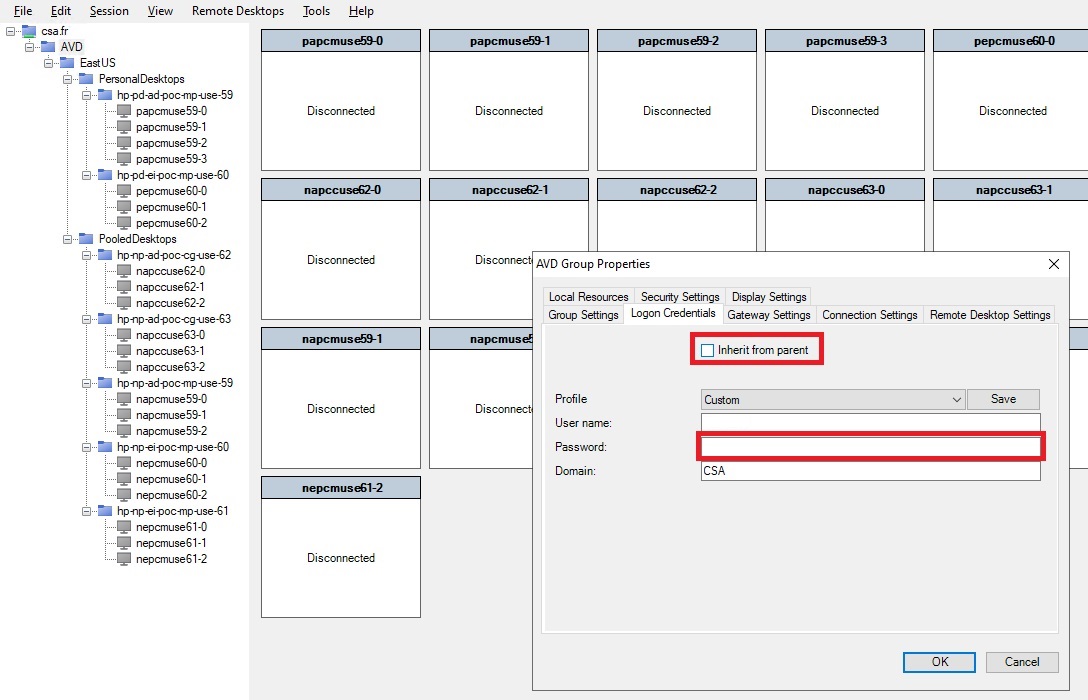 File Edit Session View Remote Desktops Tools Help
csa.fr
AVD
EastUS
PersonalDesktops
hp-pd-ad-poc-mp-use-59
papcmuse59-0
papcmuse59-1
papcmuse59-2
papcmuse59-3
hp-pd-ei-poc-mp-use-60
pepcmuse60-0
pepcmuse60-1
pepcmuse60-2
PooledDesktops
hp-np-ad-poc-cg-use-62
napccuse62-0
napccuse62-1
napccuse62-2
hp-np-ad-poc-cg-use-63
napccuse63-0
napccuse63-1
napccuse63-2
hp-np-ad-poc-mp-use-59
napcmuse59-0
napcmuse59-1
napcmuse59-2
hp-np-ei-poc-mp-use-60
nepcmuse60-0
nepcmuse60-1
nepcmuse60-2
hp-np-ei-poc-mp-use-61
nepcmuse61-0
nepcmuse61-1
nepcmuse61-2
papcmuse59-0 papcmuse59-1 papcmuse59-2 papcmuse59-3 pepcmuse60-0
Disconnected Disconnected Disconnected Disconnected Disconnected
napccuse62-0 napccuse62-1 napccuse62-2 napccuse63-0 napccuse63-1
Disconnected Disconnec
napcmuse59-1 napcmuse5
Disconnected Disconnec
nepcmuse61-2
Disconnected
AVD Group Properties
Local Resources Security Settings Display Settings
Group Settings Logon Credentials Gateway Settings Connection Settings Remote Desktop Settings
Inherit from parent
Profile Custom Save
User name:
Password:
Domain: CSA
OK Cancel